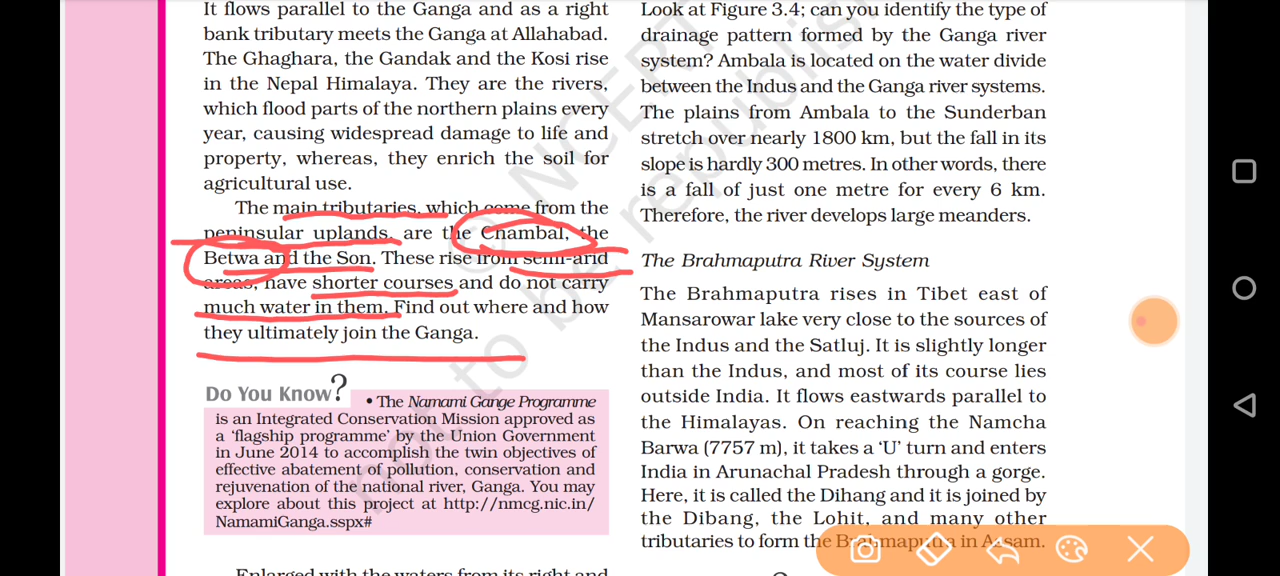 It flows parallel to the Ganga and as a right
bank tributary meets the Ganga at Allahabad.
The Ghaghara, the Gandak and the Kosi rise
in the Nepal Himalaya. They are the rivers,
which flood parts of the northern plains every
year, causing widespread damage to life and
property, whereas, they enrich the soil for
agricultural use.
The main tributaries, which come from the
peninsular uplands, are the Chambal, the
Betwa and the Son. These rise from semi-arid
areas, have shorter courses and do not carry
much water in them. Find out where and how
they ultimately join the Ganga.
Do You Know?
• The Namami Gange Programme
is an Integrated Conservation Mission approved as
a 'flagship programme' by the Union Government
in June 2014 to accomplish the twin objectives of
effective abatement of pollution, conservation and
rejuvenation of the national river, Ganga. You may
explore about this project at http://nmcg.nic.in/
NamamiGanga.sspx#
Enlarged with the waters from its right and
Look at Figure 3.4; can you identify the type of
drainage pattern formed by the Ganga river
system? Ambala is located on the water divide
between the Indus and the Ganga river systems.
The plains from Ambala to the Sunderban
stretch over nearly 1800 km, but the fall in its
slope is hardly 300 metres. In other words, there
is a fall of just one metre for every 6 km.
Therefore, the river develops large meanders.
The Brahmaputra River System
The Brahmaputra rises in Tibet east of
Mansarowar lake very close to the sources of
the Indus and the Satluj. It is slightly longer
than the Indus, and most of its course lies
outside India. It flows eastwards parallel to
the Himalayas. On reaching the Namcha
Barwa (7757 m), it takes a 'U' turn and enters
India in Arunachal Pradesh through a gorge.
Here, it is called the Dihang and it is joined by
the Dibang, the Lohit, and many other
tributaries to form the Brahmaputra in Assam.
© NCERT
not to be republish